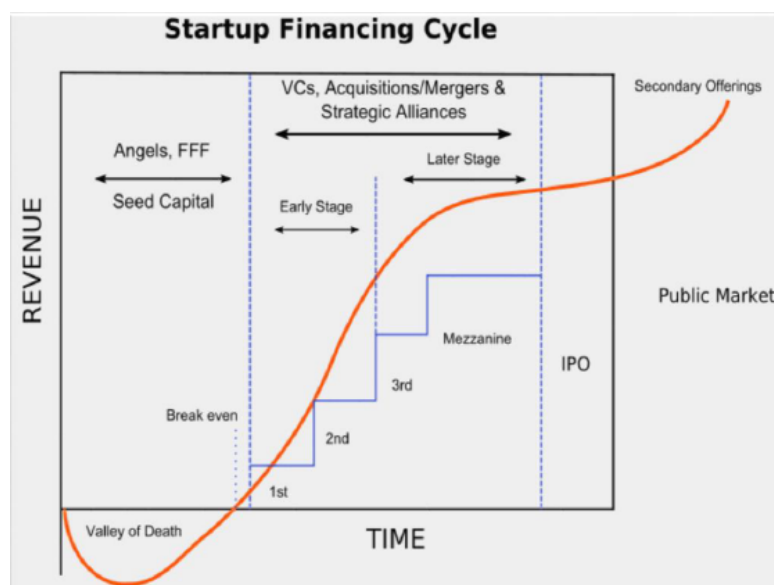 Startup Financing Cycle
VCs, Acquisitions/Mergers &
Strategic Alliances
Secondary Offerings
Angels, FFF
Seed Capital
Later Stage
Early Stage
REVENUE
Public Market
Mezzanine
IPO
3rd
Break even
2nd
1st
Valley of Death
TIME